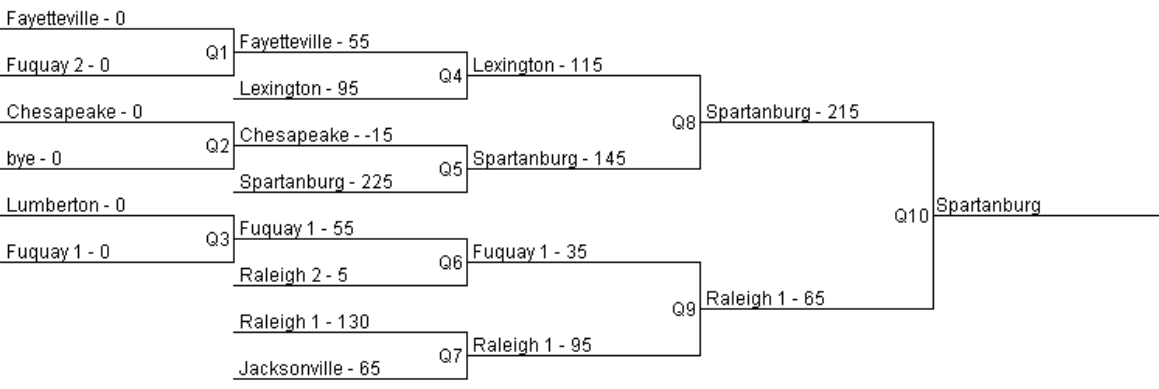 Fayetteville - 0
Q1
Fuquay 2 - 0
Chesapeake - 0
Q2
bye - 0
Lumberton - 0
Q3
Fuquay 1 - 0
Fayetteville - 55
Q4
Lexington - 95
Chesapeake - -15
Q5
Spartanburg - 225
Fuquay 1 - 55
Q6
Raleigh 2 - 5
Raleigh 1 - 130
Q7
Jacksonville - 65
Lexington - 115
Q8
Spartanburg - 145
Fuquay 1 - 35
Q9
Raleigh 1 - 95
Spartanburg - 215
Q10
Raleigh 1 - 65
Spartanburg